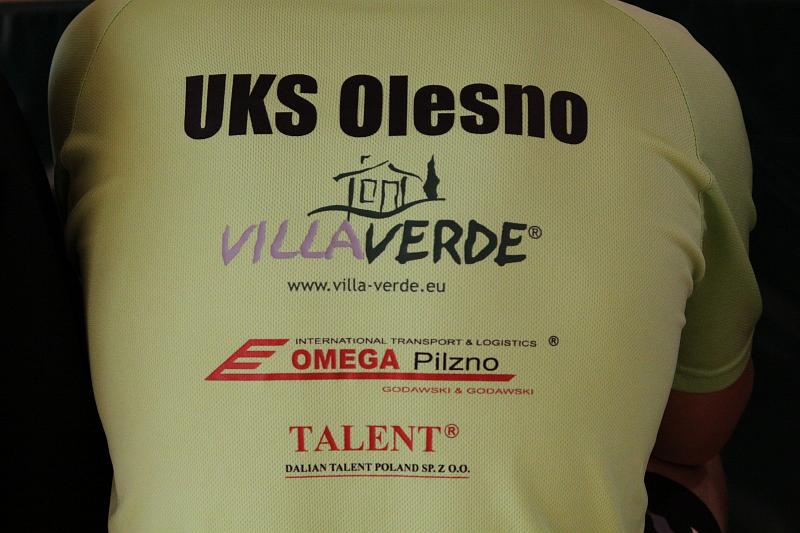 UKS Olesno
VILLAVERDE®
www.villa-verde.eu
INTERNATIONAL TRANSPORT & LOGISTICS ®
OMEGA Pilzno
GODAWSKI & GODAWSKI
TALENT®
DALIAN TALENT POLAND SP. Z O.O.